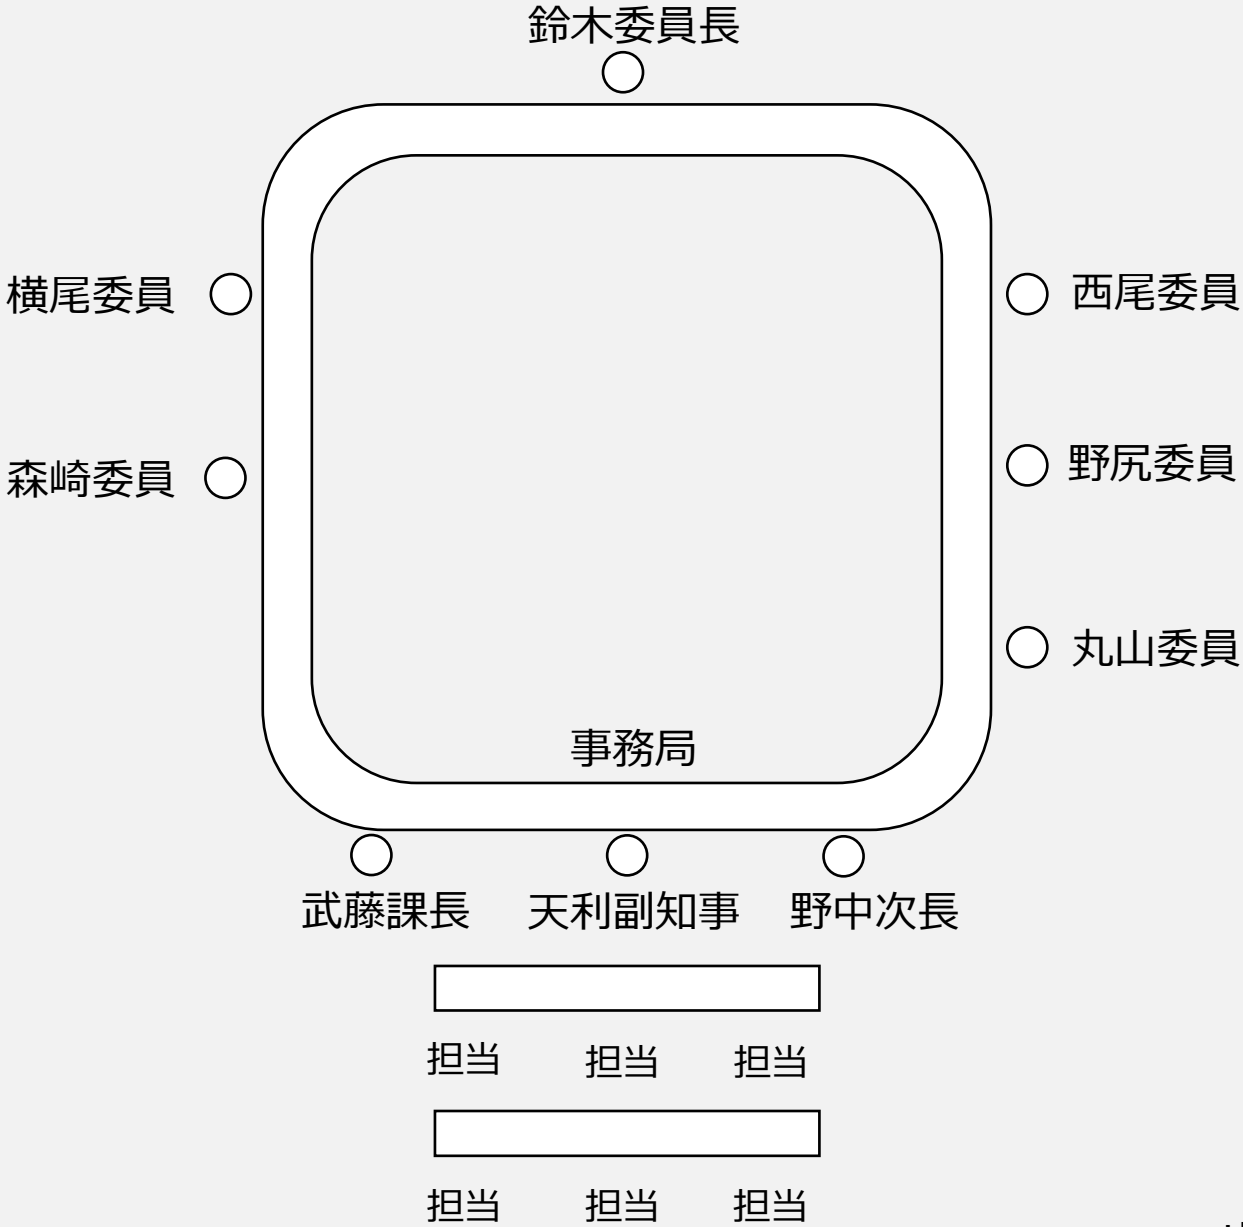 鈴木委員長
横尾委員
西尾委員
森崎委員
野尻委員
丸山委員
事務局
武藤課長 天利副知事 野中次長
担当 担当 担当
担当 担当 担当